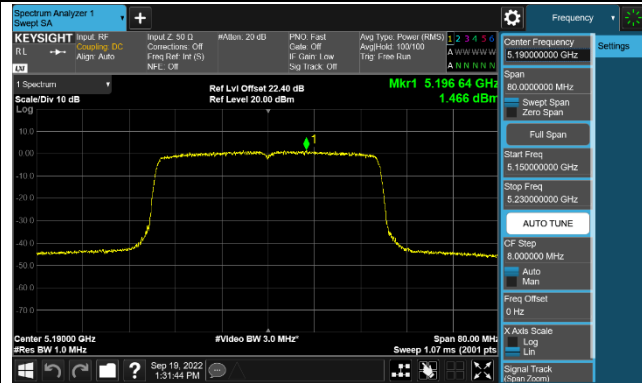 Spectrum Analyzer 1
Swept SA
Frequency
KEYSIGHT
RL
LXI
Input: RF
Coupling: DC
Align: Auto
Input Z: 50 Ω
Corrections: Off
Freq Ref: Int (S)
NFE: Off
#Atten: 20 dB
PNO: Fast
Gate: Off
IF Gain: Low
Sig Track: Off
Avg Type: Power (RMS)
Avg|Hold: 100/100
Trig: Free Run
1 2 3 4 5 6
A W W W W W
A N N N N N
1 Spectrum
Scale/Div 10 dB
Log
Ref Lvl Offset 22.40 dB
Ref Level 20.00 dBm
Mkr1 5.196 64 GHz
1.466 dBm
1
10.0
0.00
-10.0
-20.0
-30.0
-40.0
-50.0
-60.0
-70.0
Center 5.19000 GHz
#Res BW 1.0 MHz
#Video BW 3.0 MHz*
Span 80.00 MHz
Sweep 1.07 ms (2001 pts)
Sep 19, 2022
1:31:44 PM
Center Frequency
5.190000000 GHz
Span
80.0000000 MHz
Swept Span
Zero Span
Full Span
Start Freq
5.150000000 GHz
Stop Freq
5.230000000 GHz
AUTO TUNE
CF Step
8.000000 MHz
Auto
Man
Freq Offset
0 Hz
X Axis Scale
Log
Lin
Signal Track
(Span Zoom)
Settings